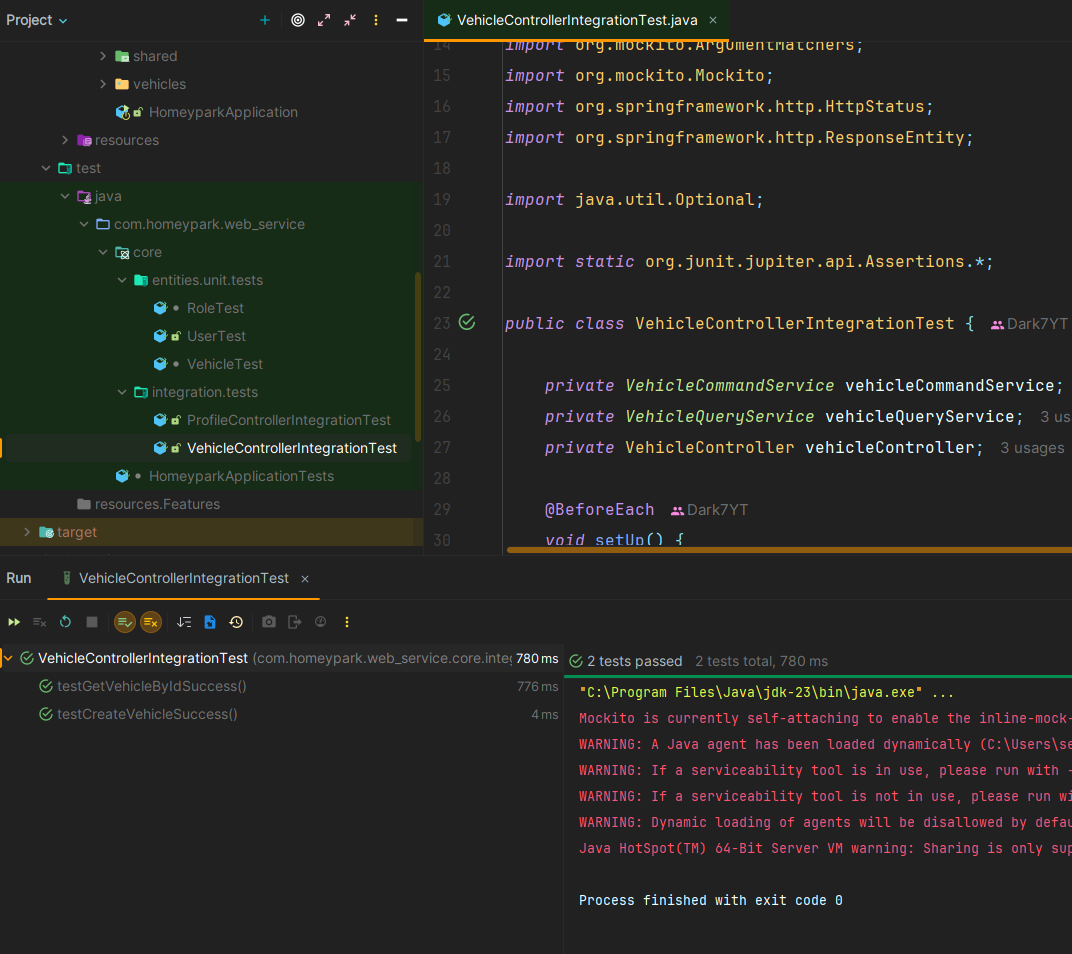 Project
VehicleControllerIntegrationTest.java
shared
vehicles
HomeyparkApplication
resources
test
java
com.homeypark.web_service
core
entities.unit.tests
RoleTest
UserTest
VehicleTest
integration.tests
ProfileControllerIntegrationTest
VehicleControllerIntegrationTest
HomeyparkApplicationTests
resources.Features
target
14 import org.mockito.ArgumentMatchers;
15 import org.mockito.Mockito;
16 import org.springframework.http.HttpStatus;
17 import org.springframework.http.ResponseEntity;
18
19 import java.util.Optional;
20
21 import static org.junit.jupiter.api.Assertions.*;
22
23 public class VehicleControllerIntegrationTest { Dark7YT
24
25 private VehicleCommandService vehicleCommandService;
26 private VehicleQueryService vehicleQueryService; 3 us
27 private VehicleController vehicleController; 3 usages
28
29 @BeforeEach Dark7YT
30 void setUp() {
Run VehicleControllerIntegrationTest
VehicleControllerIntegrationTest (com.homeypark.web_service.core.integ 780 ms
testGetVehicleByIdSuccess() 776 ms
testCreateVehicleSuccess() 4 ms
2 tests passed 2 tests total, 780 ms
"C:\Program Files\Java\jdk-23\bin\java.exe" ...
Mockito is currently self-attaching to enable the inline-mock-
WARNING: A Java agent has been loaded dynamically (C:\Users\se
WARNING: If a serviceability tool is in use, please run with -
WARNING: If a serviceability tool is not in use, please run wi
WARNING: Dynamic loading of agents will be disallowed by defau
Java HotSpot(TM) 64-Bit Server VM warning: Sharing is only sup
Process finished with exit code 0